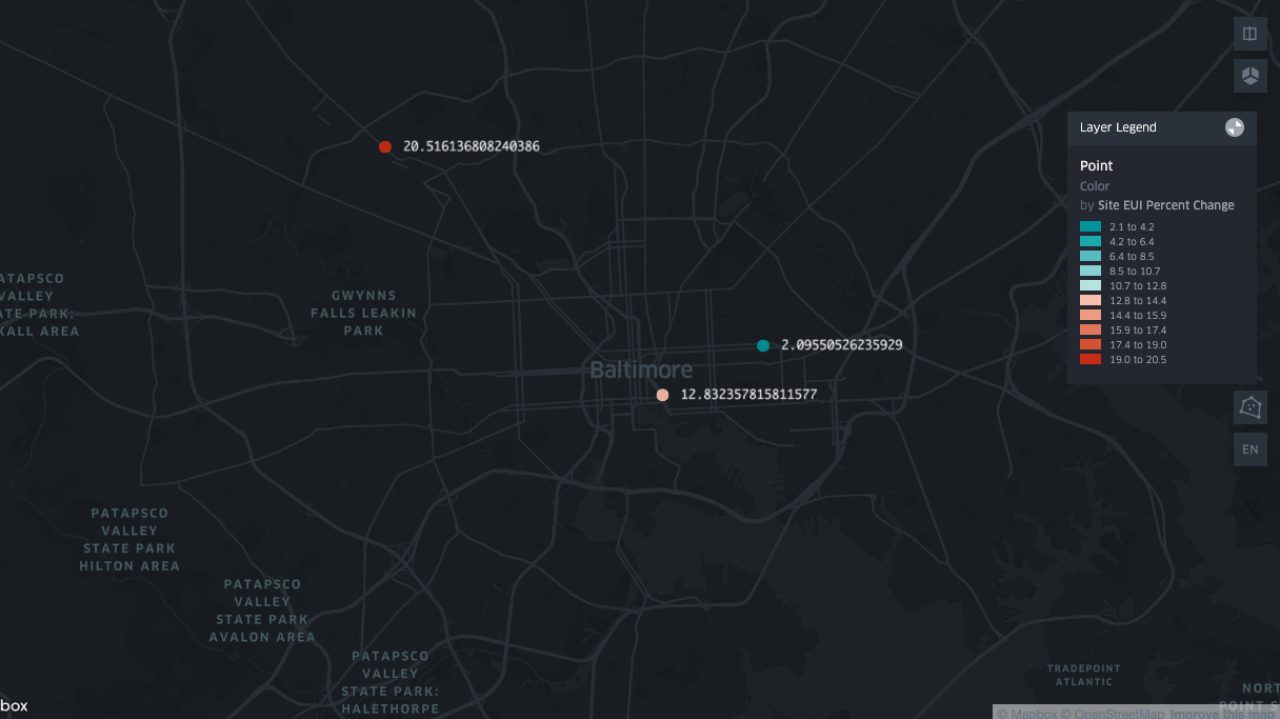 Layer Legend
20.516136808240386
Point
Color
by Site EUI Percent Change
2.1 to 4.2
4.2 to 6.4
6.4 to 8.5
8.5 to 10.7
10.7 to 12.8
12.8 to 14.4
14.4 to 15.9
15.9 to 17.4
17.4 to 19.0
19.0 to 20.5
ATAPSCO
VALLEY
ATE PARK:
KALL AREA
GWYNNS
FALLS LEAKIN
PARK
2.09550526235929
Baltimore
12.832357815811577
EN
PATAPSCO
VALLEY
STATE PARK
HILTON AREA
PATAPSCO
VALLEY
STATE PARK
AVALON AREA
PATAPSCO
VALLEY
STATE PARK:
HALETHORPE
TRADEPOINT
ATLANTIC
NORT
POINT S
box
© Mapbox © OpenStreetMap Improve this map